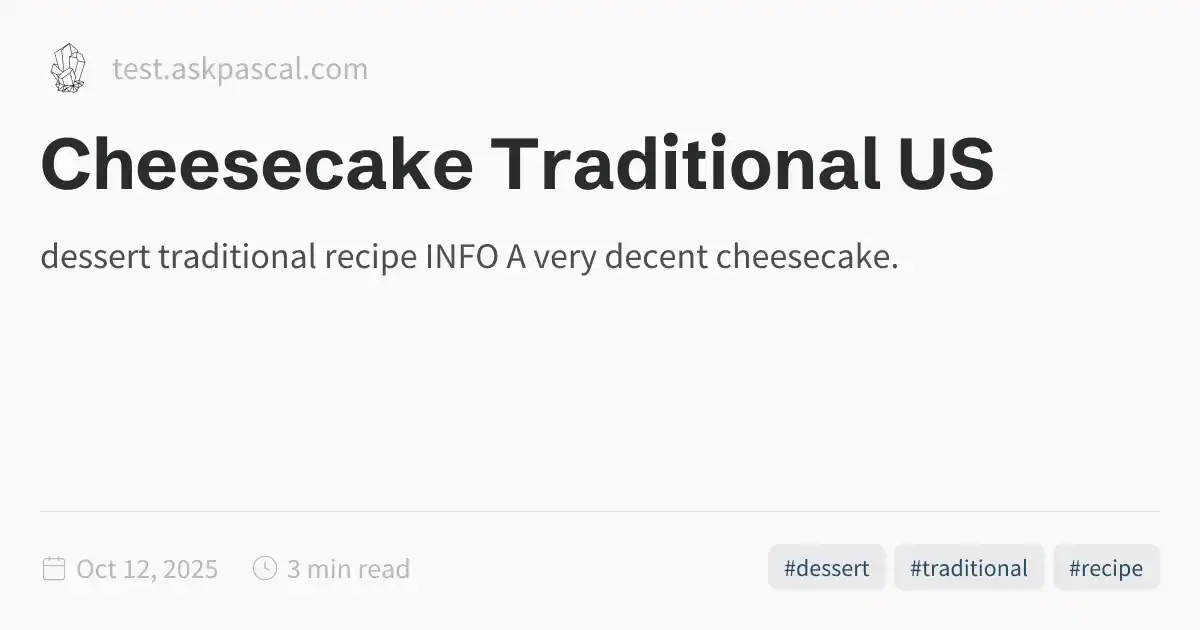 test.askpascal.com
Cheesecake Traditional US
dessert traditional recipe INFO A very decent cheesecake.
Oct 12, 2025 3 min read #dessert #traditional #recipe